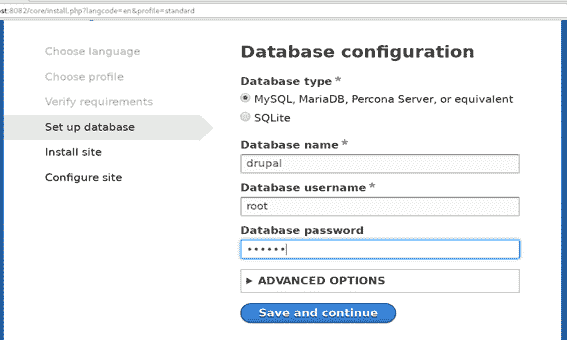 ost:8082/core/install.php?langcode=en&profile=standard
Choose language
Choose profile
Verify requirements
Set up database
Install site
Configure site
Database configuration
Database type *
MySQL, MariaDB, Percona Server, or equivalent
SQLite
Database name *
drupal
Database username *
root
Database password
••••••
► ADVANCED OPTIONS
Save and continue